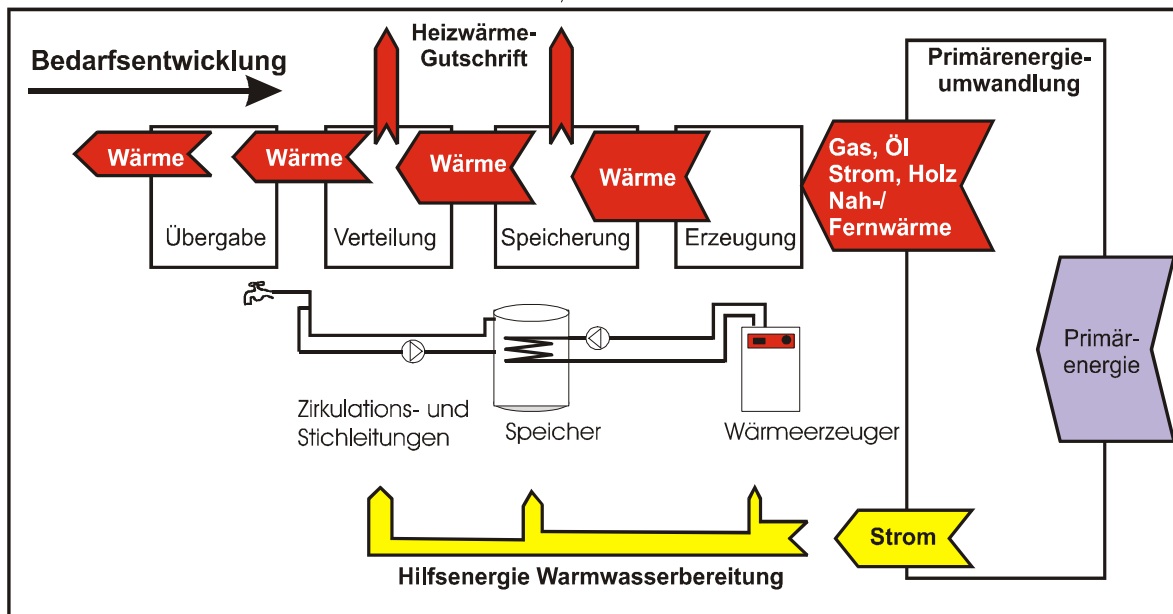 Heizwärme-
Gutschrift
Primärenergie-
umwandlung
Bedarfsentwicklung
Wärme
Wärme
Wärme
Wärme
Gas, Öl
Strom, Holz
Nah-/
Fernwärme
Übergabe
Verteilung
Speicherung
Erzeugung
Primär-
energie
Zirkulations- und
Stichleitungen
Speicher
Wärmeerzeuger
Strom
Hilfsenergie Warmwasserbereitung